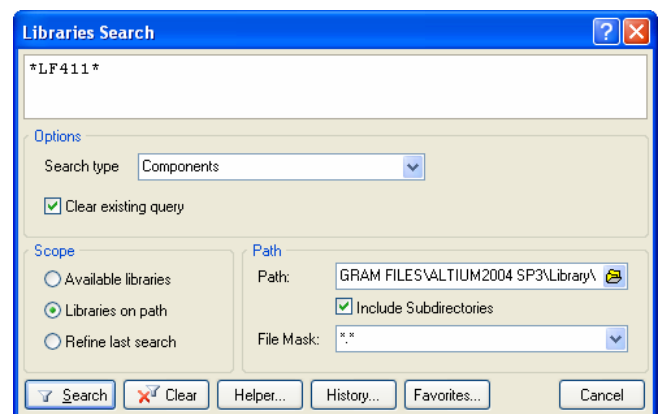 Libraries Search
*LF411*
Options
Search type Components
Clear existing query
Scope
Available libraries
Libraries on path
Refine last search
Path
Path: GRAM FILES\ALTIUM2004 SP3\Library\
Include Subdirectories
File Mask: *.*
Search Clear Helper... History... Favorites... Cancel